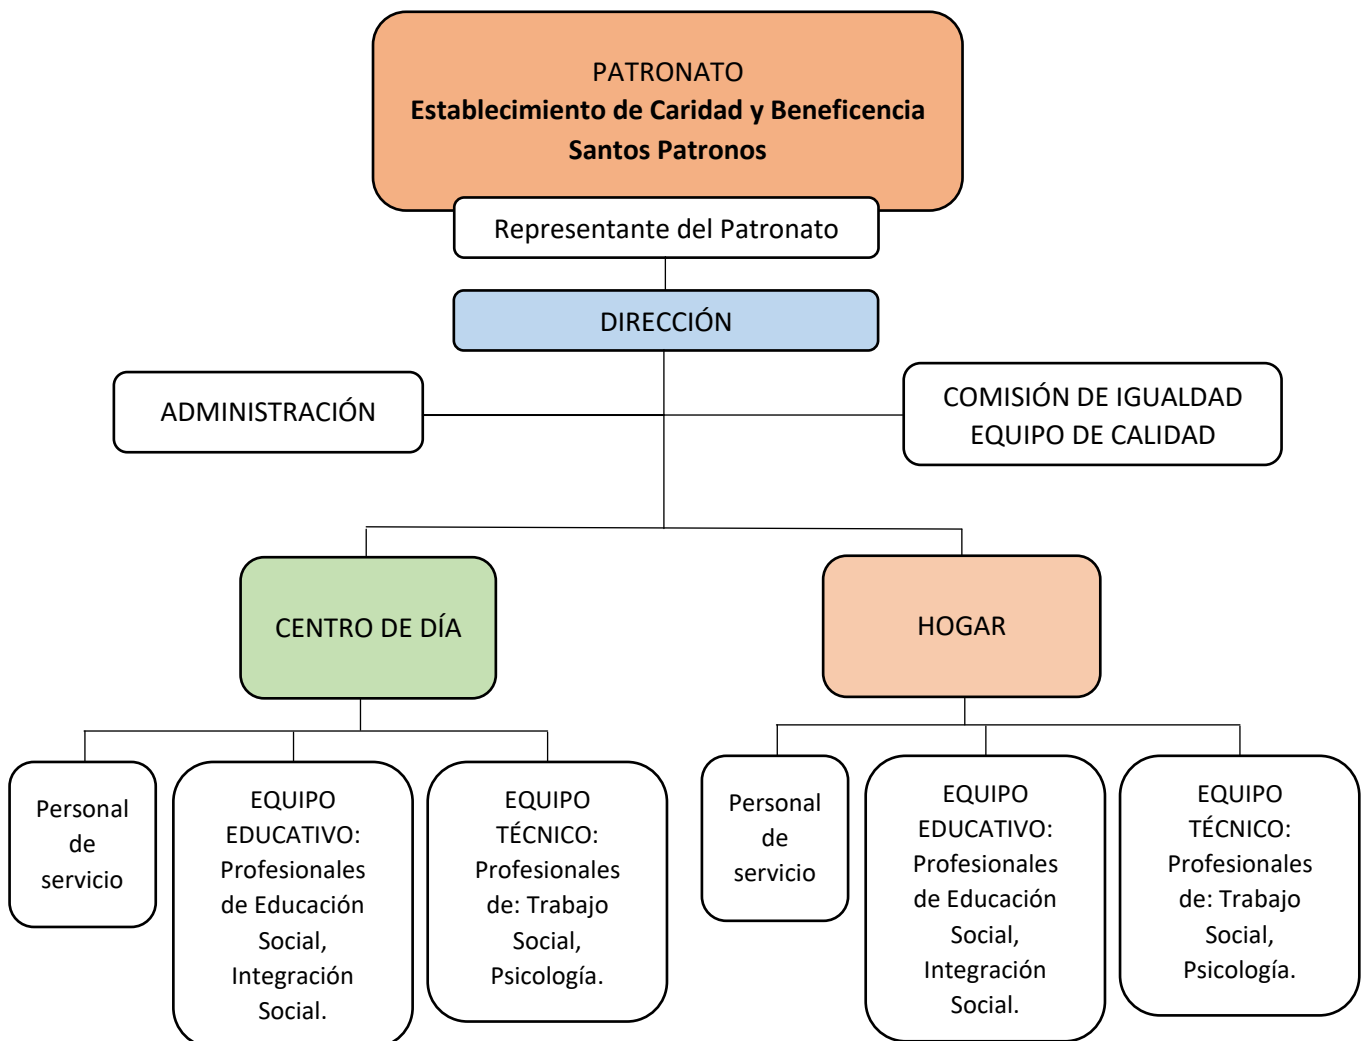 PATRONATO
Establecimiento de Caridad y Beneficencia
Santos Patronos
Representante del Patronato
DIRECCIÓN
ADMINISTRACIÓN
COMISIÓN DE IGUALDAD
EQUIPO DE CALIDAD
CENTRO DE DÍA
HOGAR
Personal
de
servicio
EQUIPO
EDUCATIVO:
Profesionales
de Educación
Social,
Integración
Social.
EQUIPO
TÉCNICO:
Profesionales
de: Trabajo
Social,
Psicología.
Personal
de
servicio
EQUIPO
EDUCATIVO:
Profesionales
de Educación
Social,
Integración
Social.
EQUIPO
TÉCNICO:
Profesionales
de: Trabajo
Social,
Psicología.